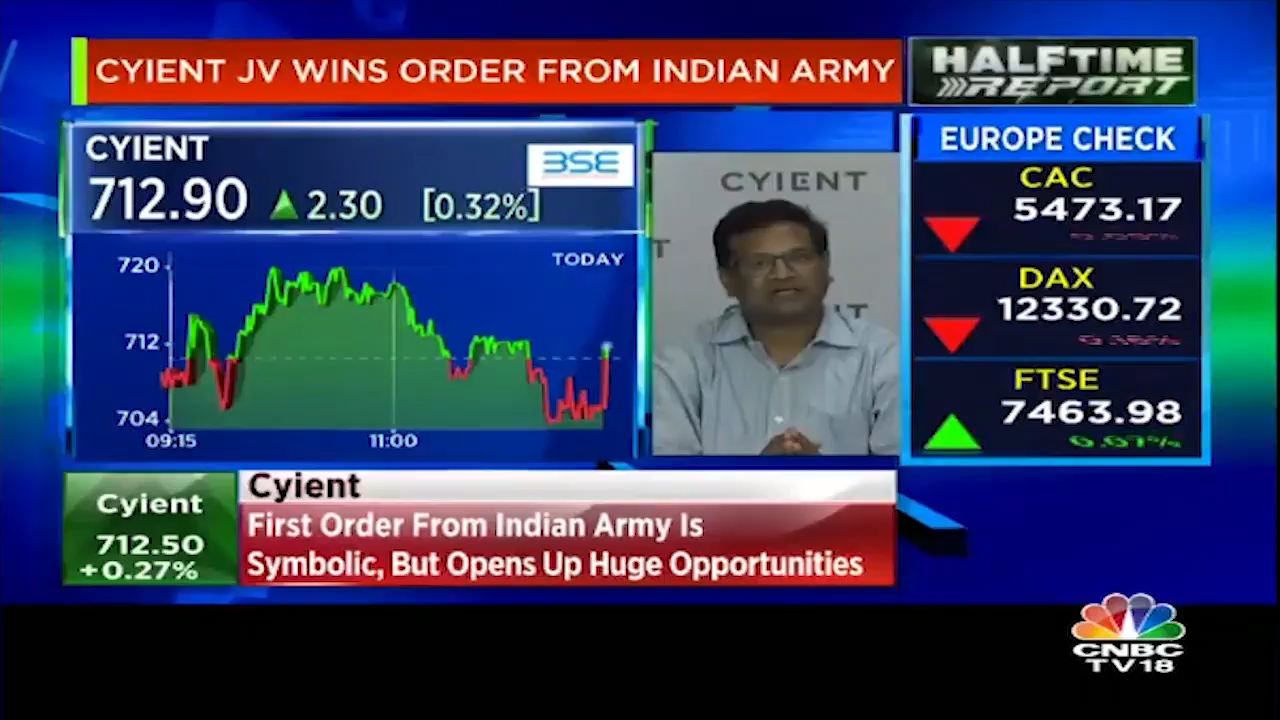 CYIENT JV WINS ORDER FROM INDIAN ARMY
HALFTIME
REPORT
CYIENT
BSE
712.90 ▲ 2.30 [0.32%]
TODAY
720
712
704
09:15
11:00
CYIENT
EUROPE CHECK
CAC
5473.17
DAX
12330.72
FTSE
7463.98
0.07%
Cyient
712.50
+0.27%
Cyient
First Order From Indian Army Is
Symbolic, But Opens Up Huge Opportunities
CNBC
TV18